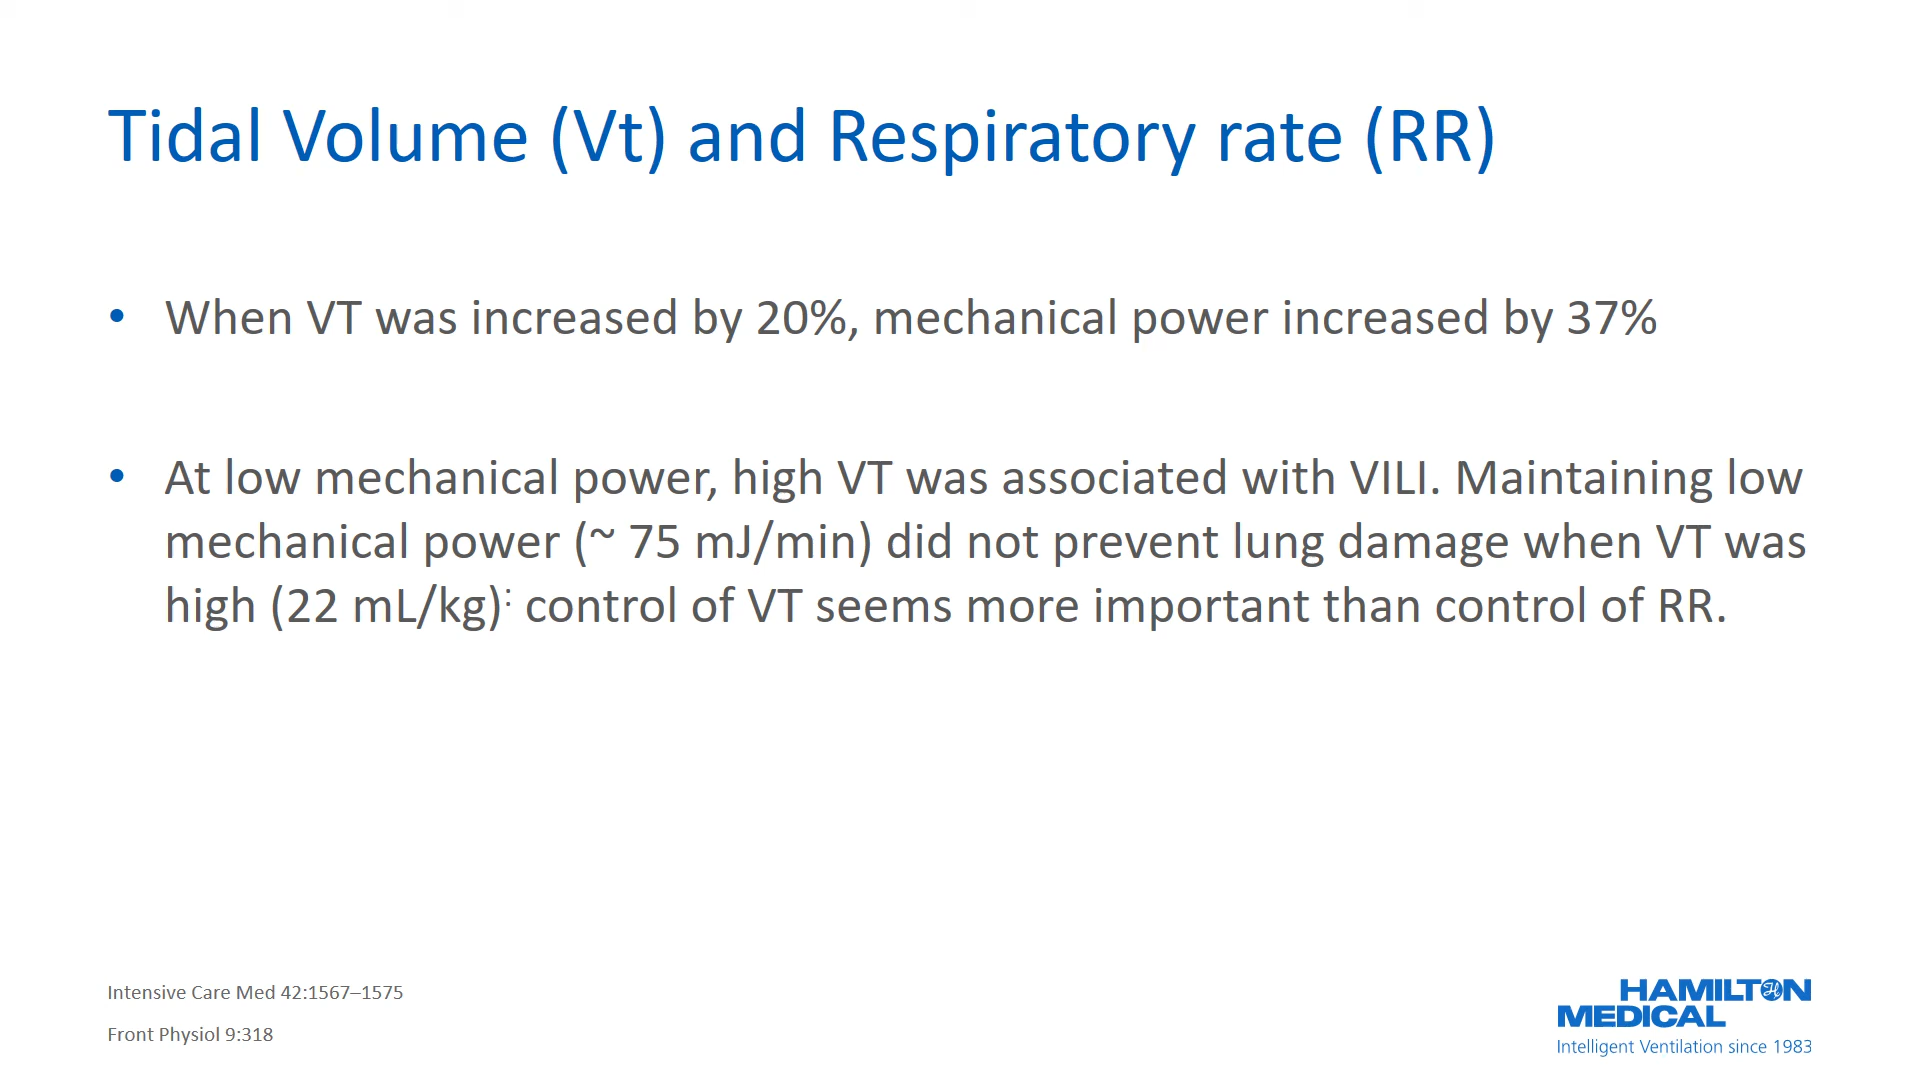 Tidal Volume (Vt) and Respiratory rate (RR)
• When VT was increased by 20%, mechanical power increased by 37%
• At low mechanical power, high VT was associated with VILI. Maintaining low
mechanical power (~ 75 mJ/min) did not prevent lung damage when VT was
high (22 mL/kg): control of VT seems more important than control of RR.
Intensive Care Med 42:1567–1575
Front Physiol 9:318
HAMILTON
MEDICAL
Intelligent Ventilation since 1983